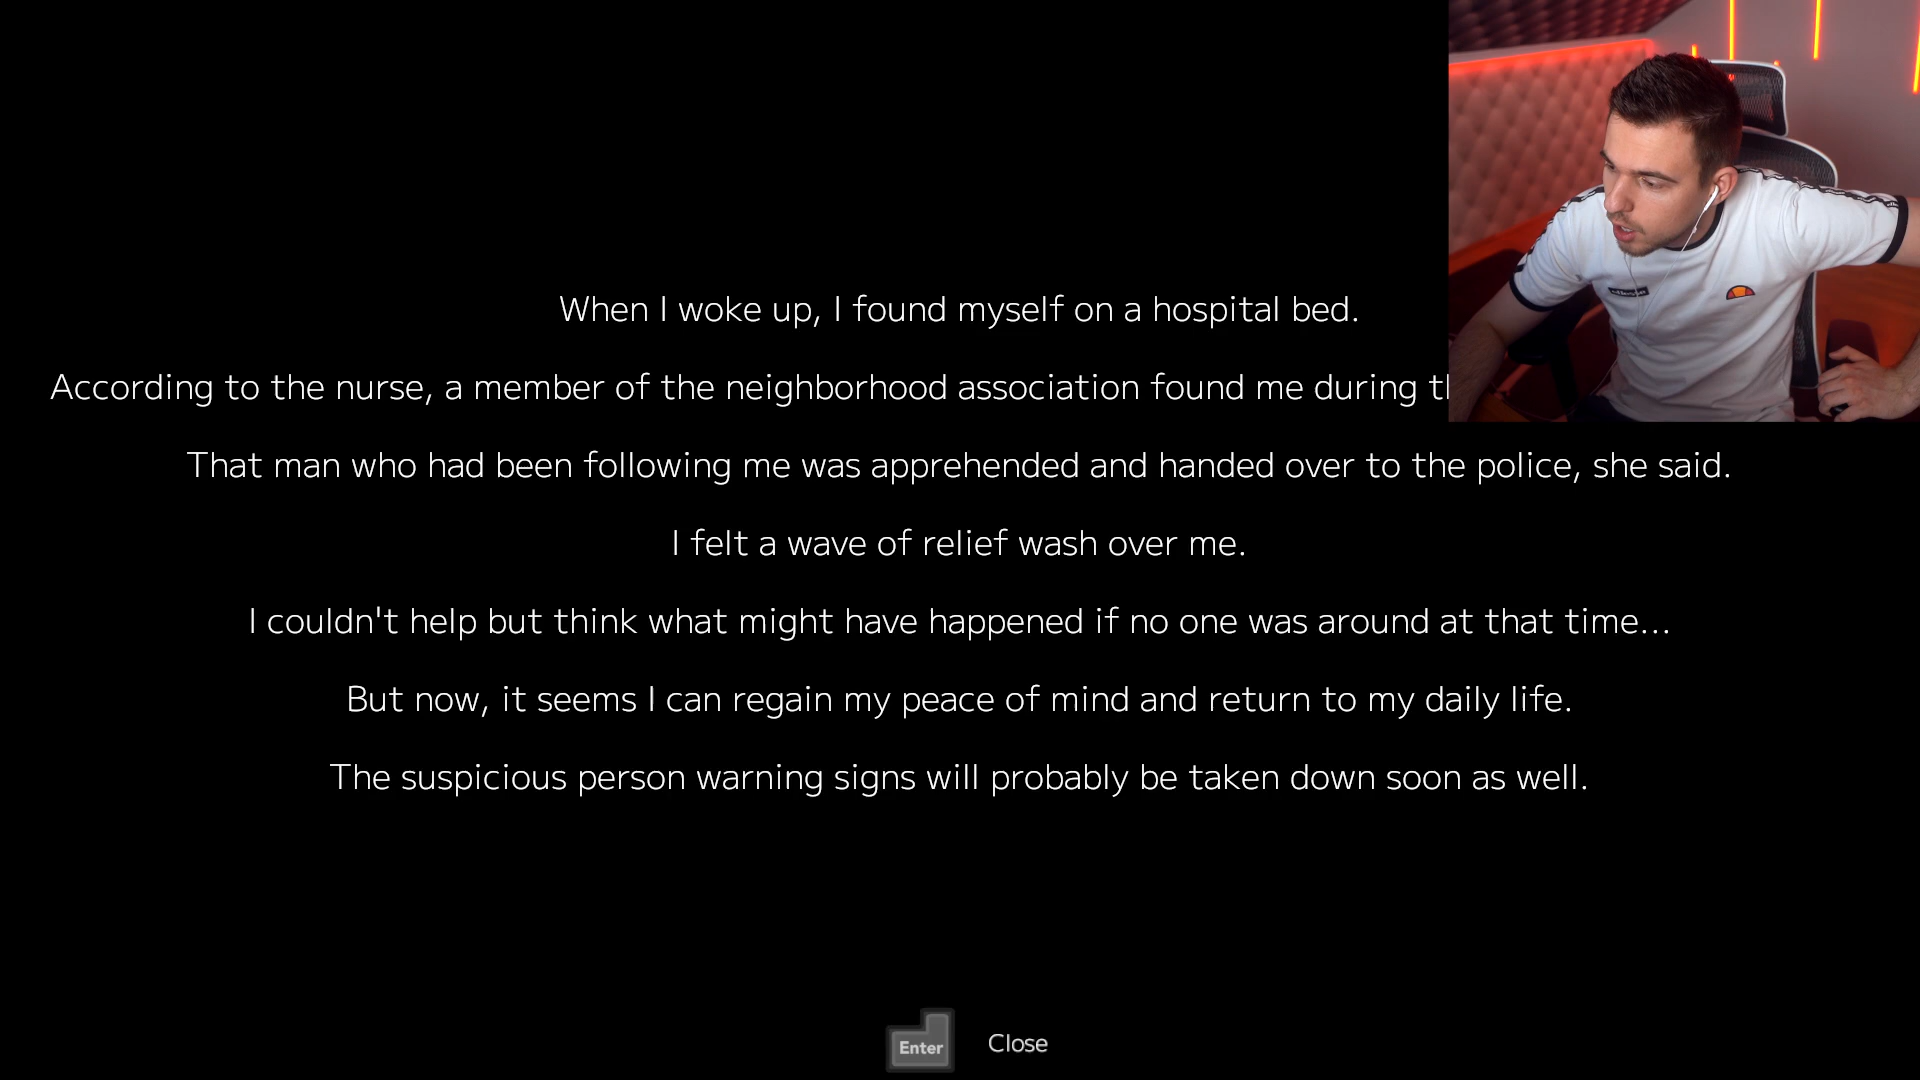 When I woke up, I found myself on a hospital bed.
According to the nurse, a member of the neighborhood association found me during
That man who had been following me was apprehended and handed over to the police, she said.
I felt a wave of relief wash over me.
I couldn't help but think what might have happened if no one was around at that time...
But now, it seems I can regain my peace of mind and return to my daily life.
The suspicious person warning signs will probably be taken down soon as well.
Enter Close